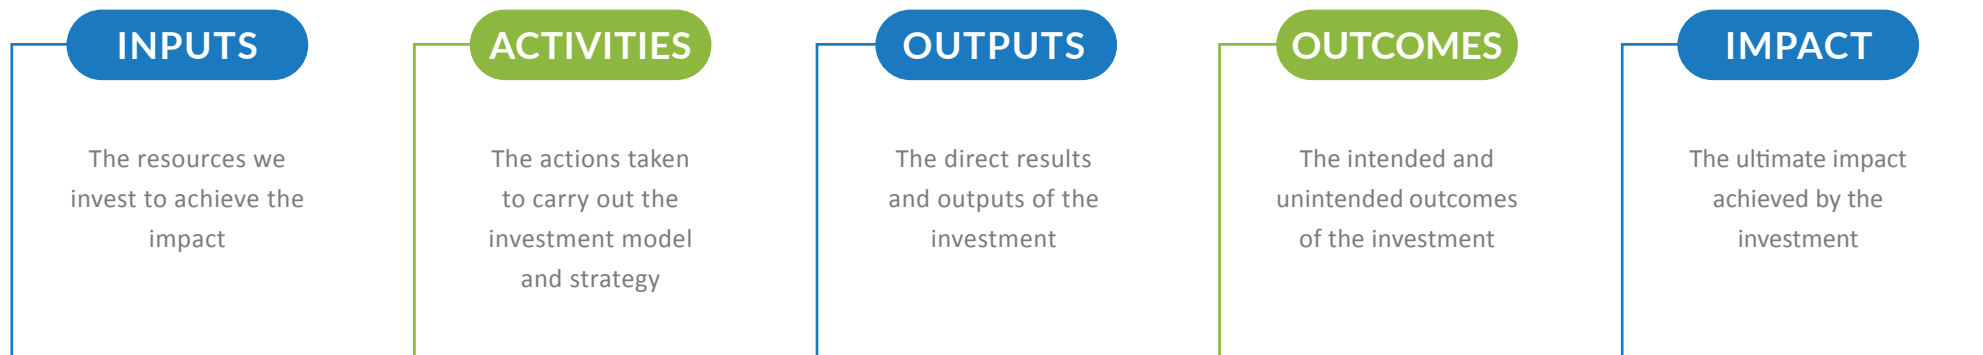 INPUTS
The resources we
invest to achieve the
impact
ACTIVITIES
The actions taken
to carry out the
investment model
and strategy
OUTPUTS
The direct results
and outputs of the
investment
OUTCOMES
The intended and
unintended outcomes
of the investment
IMPACT
The ultimate impact
achieved by the
investment